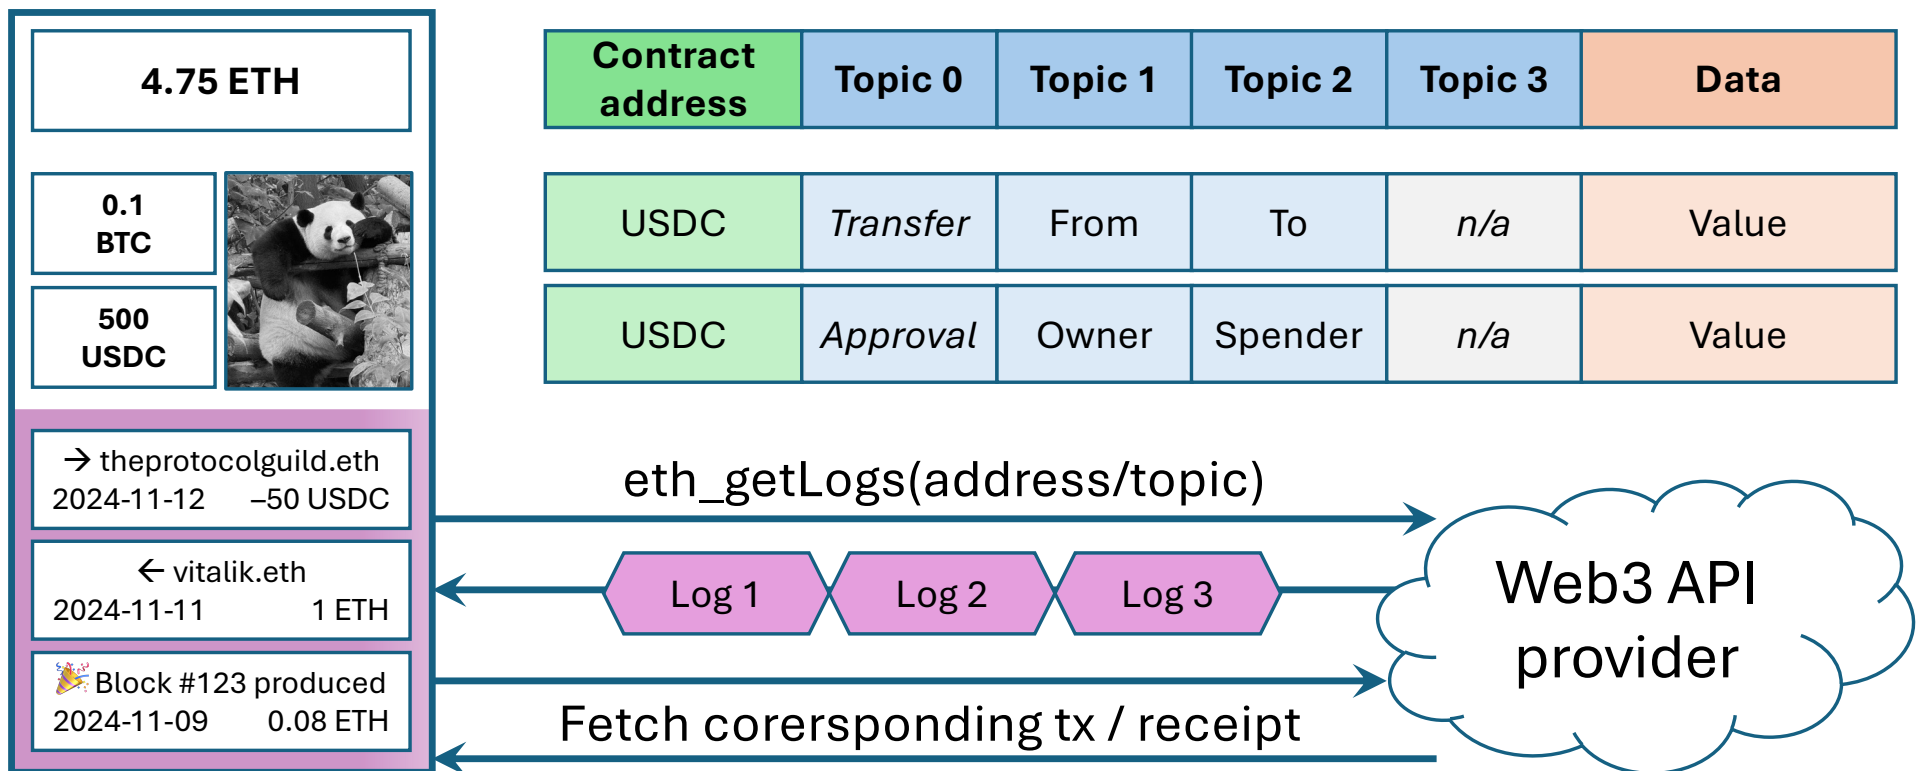 4.75 ETH
0.1
BTC
500
USDC
→ theprotocolguild.eth
2024-11-12 –50 USDC
← vitalik.eth
2024-11-11 1 ETH
🎉 Block #123 produced
2024-11-09 0.08 ETH
Contract
address
Topic 0
Topic 1
Topic 2
Topic 3
Data
USDC
Transfer
From
To
n/a
Value
USDC
Approval
Owner
Spender
n/a
Value
eth_getLogs(address/topic)
Log 1
Log 2
Log 3
Fetch corersponding tx / receipt
Web3 API
provider